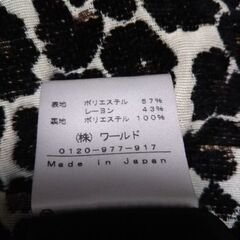 表地 ポリエステル 57%
レーヨン 43%
裏地 ポリエステル 100%
(株) ワールド
0120-977-917
Made in Japan